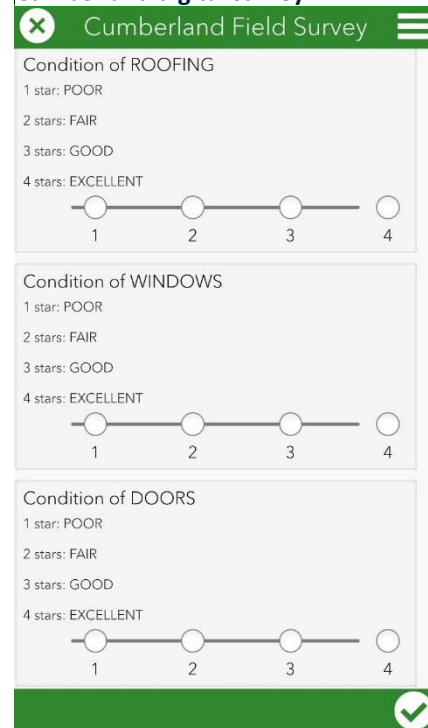 Cumberland Field Survey
Condition of ROOFING
1 star: POOR
2 stars: FAIR
3 stars: GOOD
4 stars: EXCELLENT
1 2 3 4
Condition of WINDOWS
1 star: POOR
2 stars: FAIR
3 stars: GOOD
4 stars: EXCELLENT
1 2 3 4
Condition of DOORS
1 star: POOR
2 stars: FAIR
3 stars: GOOD
4 stars: EXCELLENT
1 2 3 4